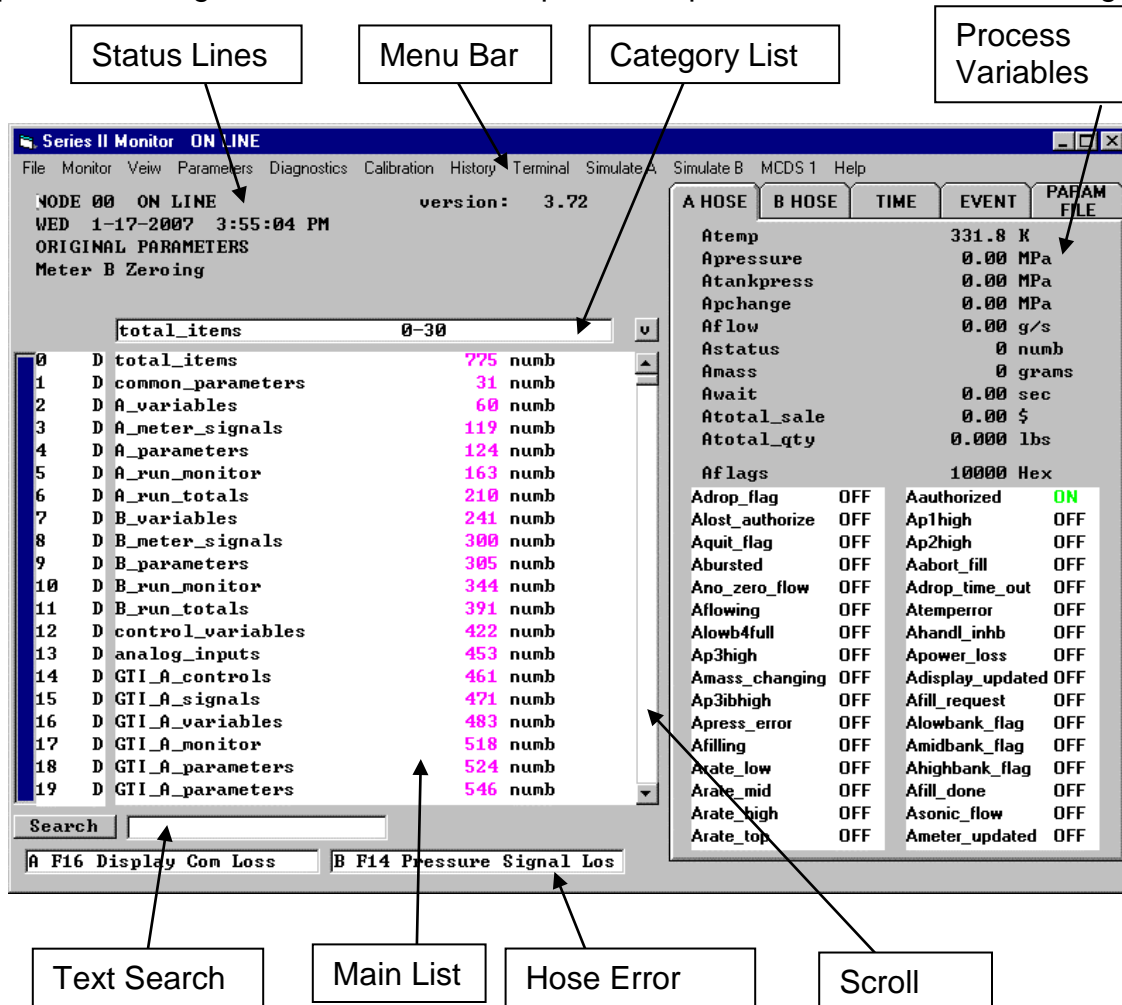 Status Lines
Menu Bar
Category List
Process
Variables
Series II Monitor ON LINE
File Monitor Veiw Parameters Diagnostics Calibration History Terminal Simulate A Simulate B MCDS 1 Help
NODE 00 ON LINE version: 3.72
WED 1-17-2007 3:55:04 PM
ORIGINAL PARAMETERS
Meter B Zeroing
total_items 0-30 v
0 D total_items 775 numb
1 D common_parameters 31 numb
2 D A_variables 60 numb
3 D A_meter_signals 119 numb
4 D A_parameters 124 numb
5 D A_run_monitor 163 numb
6 D A_run_totals 210 numb
7 D B_variables 241 numb
8 D B_meter_signals 300 numb
9 D B_parameters 305 numb
10 D B_run_monitor 344 numb
11 D B_run_totals 391 numb
12 D control_variables 422 numb
13 D analog_inputs 453 numb
14 D GTI_A_controls 461 numb
15 D GTI_A_signals 471 numb
16 D GTI_A_variables 483 numb
17 D GTI_A_monitor 518 numb
18 D GTI_A_parameters 524 numb
19 D GTI_A_parameters 546 numb
Search
A F16 Display Com Loss
B F14 Pressure Signal Los
A HOSE B HOSE TIME EVENT PARAM FILE
Atemp 331.8 K
Apressure 0.00 MPa
Atankpress 0.00 MPa
Apchange 0.00 MPa
Aflow 0.00 g/s
Astatus 0 numb
Amass 0 grams
Await 0.00 sec
Atotal_sale 0.00 $
Atotal_qty 0.000 lbs
Aflags 10000 Hex
Adrop_flag OFF Aauthorized ON
Alost_authorize OFF Ap1high OFF
Aquit_flag OFF Ap2high OFF
Abursted OFF Aabort_fill OFF
Ano_zero_flow OFF Adrop_time_out OFF
Aflowing OFF Atemperror OFF
Alowb4full OFF Ahandl_inhb OFF
Ap3high OFF Apower_loss OFF
Amass_changing OFF Adisplay_updated OFF
Ap3ibhigh OFF Afill_request OFF
Apress_error OFF Alowbank_flag OFF
Afilling OFF Amidbank_flag OFF
Arate_low OFF Ahighbank_flag OFF
Arate_mid OFF Afill_done OFF
Arate_high OFF Asonic_flow OFF
Arate_top OFF Ameter_updated OFF
Text Search
Main List
Hose Error
Scroll